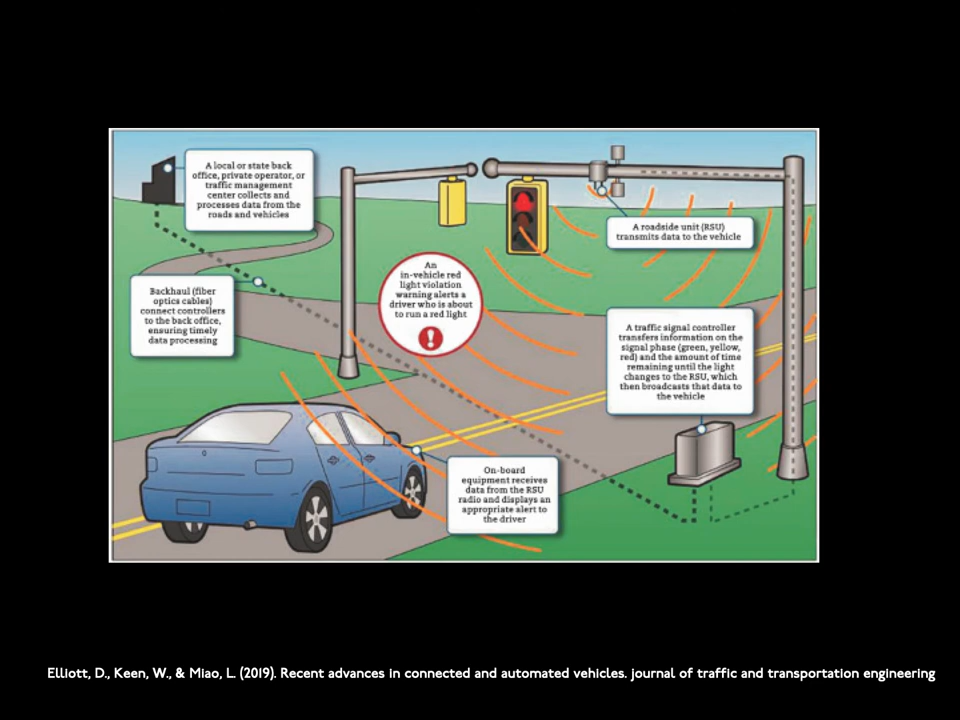 A local or state back
office, private operator, or
traffic management
center collects and
processes data from the
roads and vehicles
A roadside unit (RSU)
transmits data to the vehicle
An
in-vehicle red
light violation
warning alerts a
driver who is about
to run a red light
!
Backhaul (fiber
optics cables)
connect controllers
to the back office,
ensuring timely
data processing
A traffic signal controller
transfers information on the
signal phase (green, yellow,
red) and the amount of time
remaining until the light
changes to the RSU, which
then broadcasts that data to
the vehicle
On-board
equipment receives
data from the RSU
radio and displays an
appropriate alert to
the driver
Elliott, D., Keen, W., & Miao, L. (2019). Recent advances in connected and automated vehicles. journal of traffic and transportation engineering